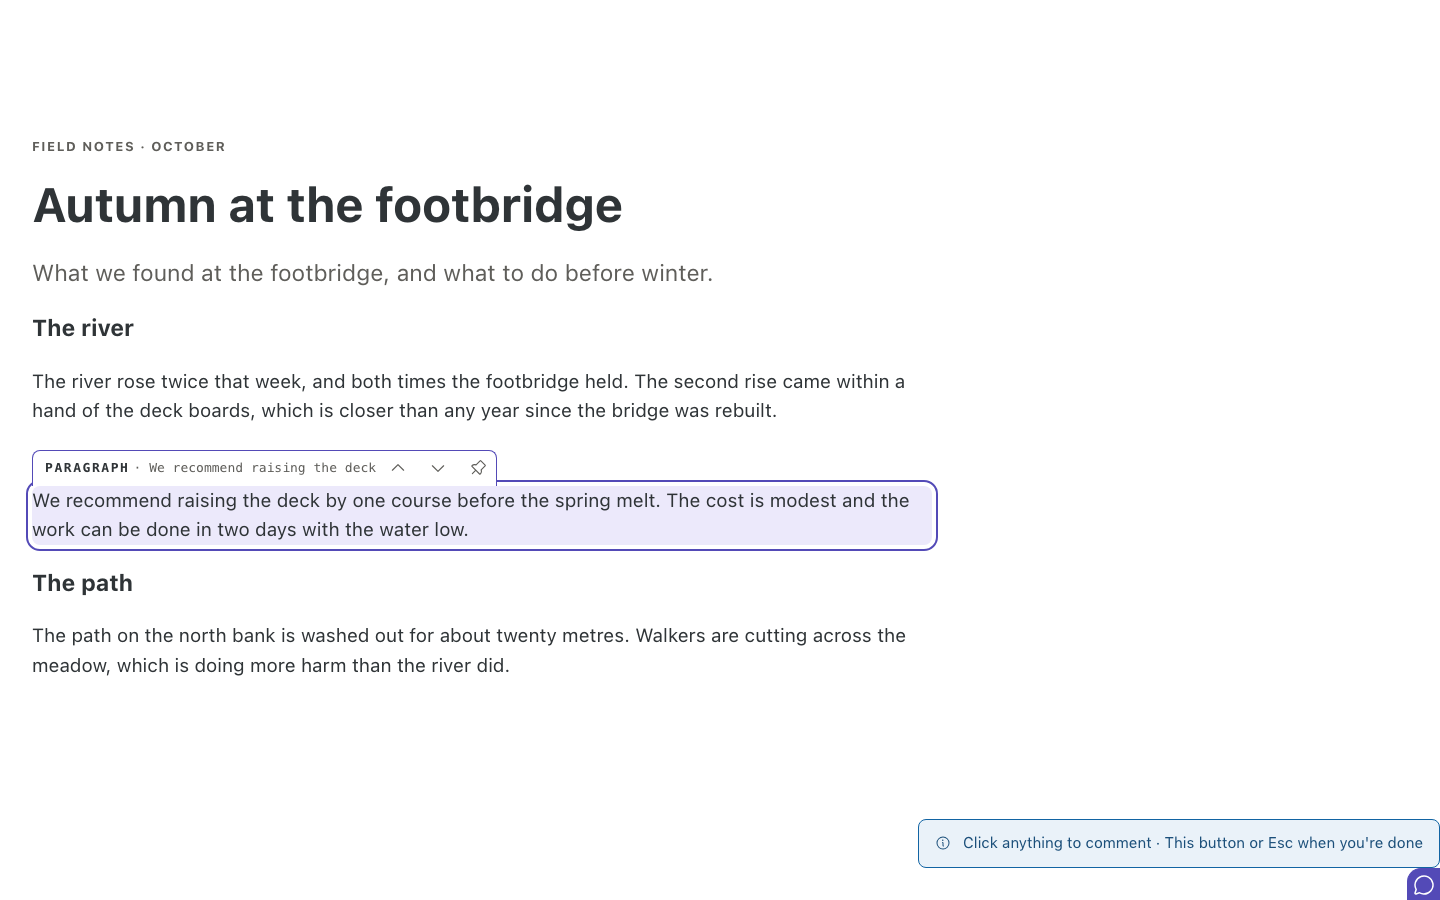 FIELD NOTES · OCTOBER
Autumn at the footbridge
What we found at the footbridge, and what to do before winter.
The river
The river rose twice that week, and both times the footbridge held. The second rise came within a
hand of the deck boards, which is closer than any year since the bridge was rebuilt.
PARAGRAPH · We recommend raising the deck
We recommend raising the deck by one course before the spring melt. The cost is modest and the
work can be done in two days with the water low.
The path
The path on the north bank is washed out for about twenty metres. Walkers are cutting across the
meadow, which is doing more harm than the river did.
Click anything to comment · This button or Esc when you're done